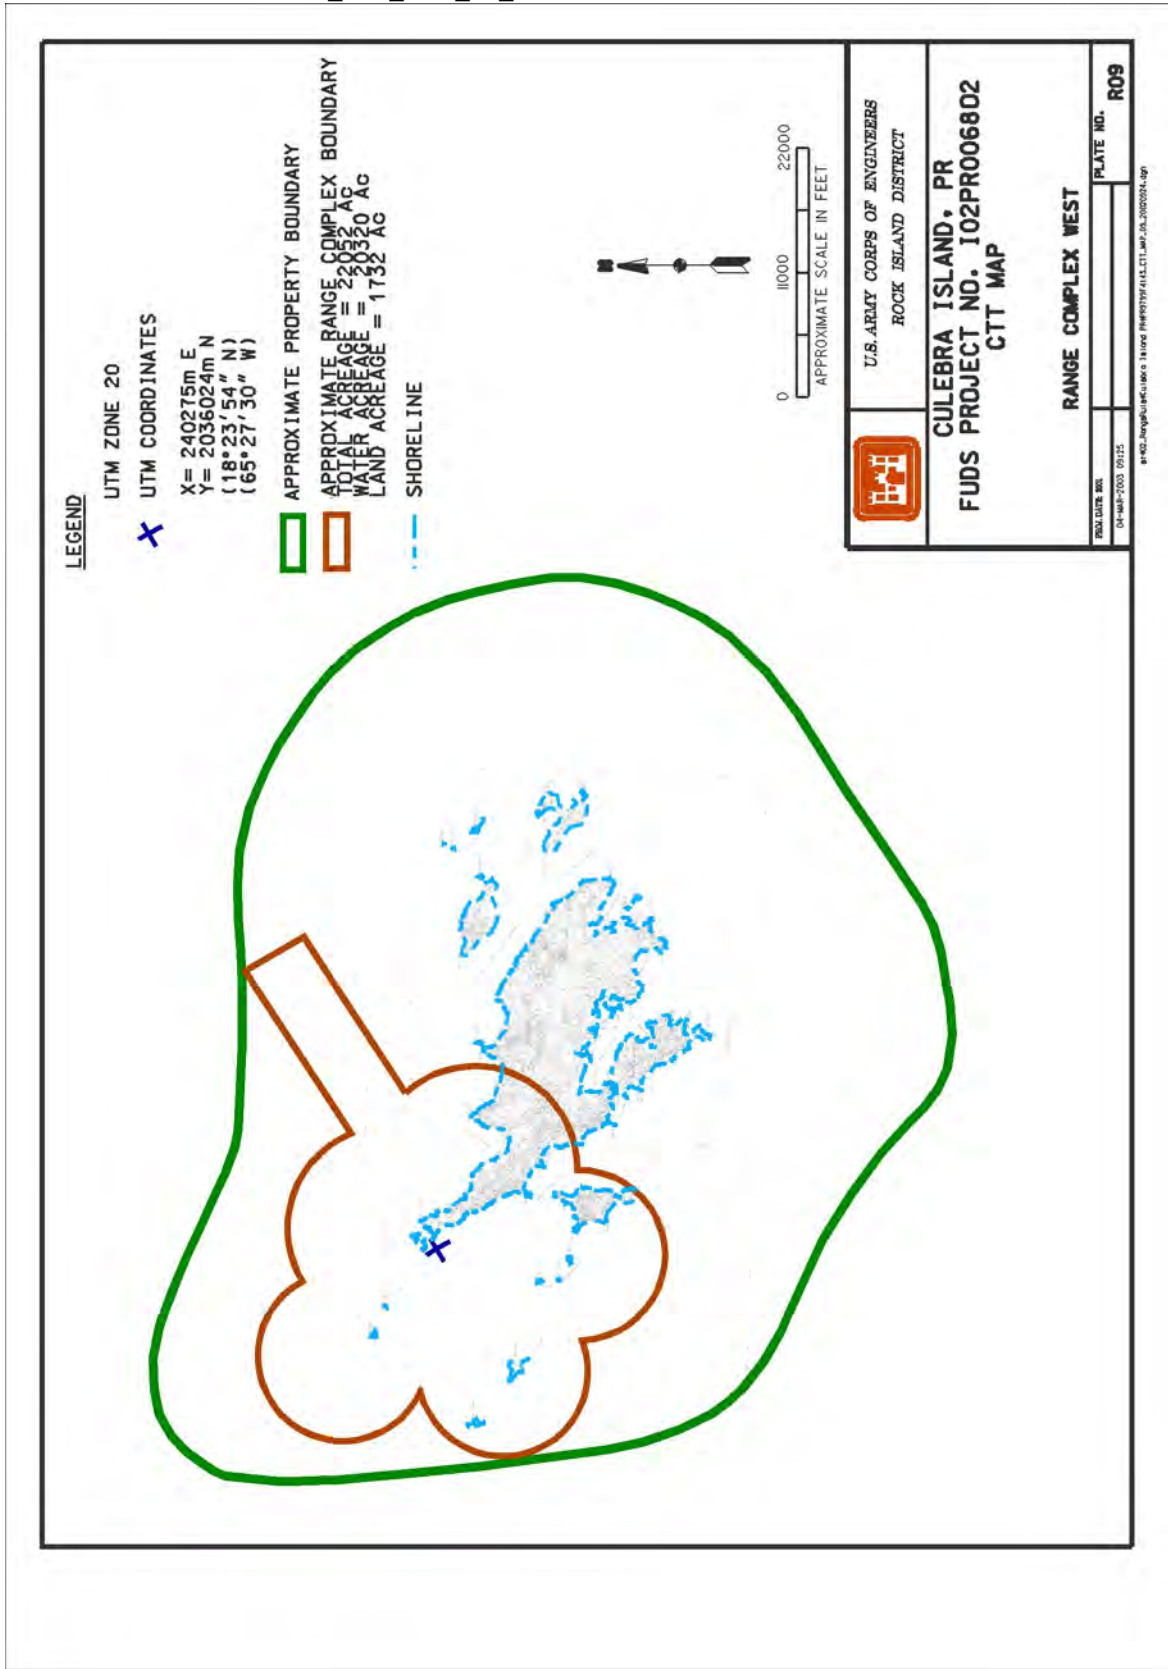 LEGEND
UTM ZONE 20
UTM COORDINATES
X= 240275m E
Y= 2036024m N
(18°23'54" N)
(65°27'30" W)
APPROXIMATE PROPERTY BOUNDARY
APPROXIMATE RANGE COMPLEX BOUNDARY
TOTAL ACREAGE = 22052 AC
WATER ACREAGE = 20320 AC
LAND ACREAGE = 1732 AC
SHORELINE
N
0 11000 22000
APPROXIMATE SCALE IN FEET
U.S. ARMY CORPS OF ENGINEERS
ROCK ISLAND DISTRICT
CULEBRA ISLAND, PR
FUDS PROJECT NO. I02PR006802
CTT MAP
RANGE COMPLEX WEST
PLATE NO.
R09
04-MAR-2003 09:25